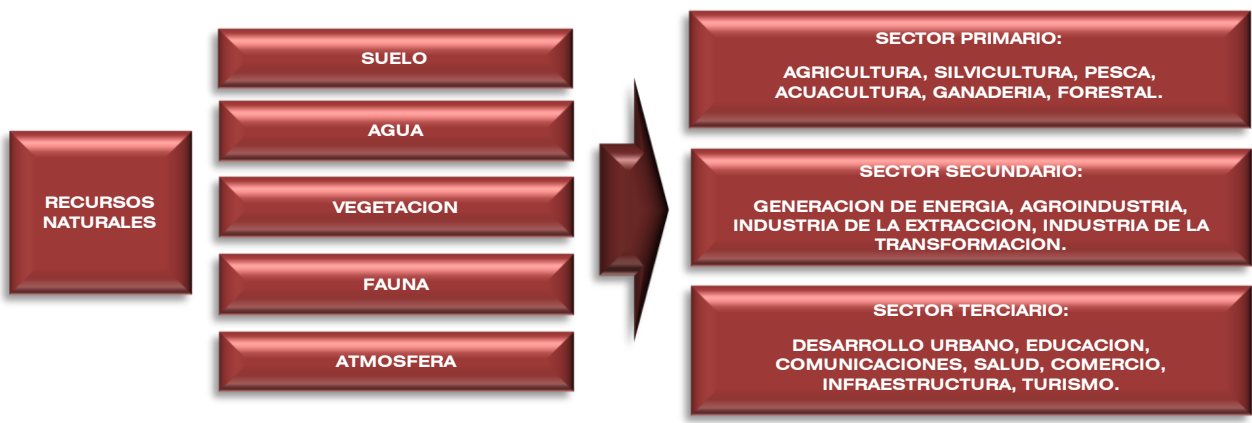 RECURSOS
NATURALES
SUELO
AGUA
VEGETACION
FAUNA
ATMOSFERA
SECTOR PRIMARIO:
AGRICULTURA, SILVICULTURA, PESCA,
ACUACULTURA, GANADERIA, FORESTAL.
SECTOR SECUNDARIO:
GENERACION DE ENERGIA, AGROINDUSTRIA,
INDUSTRIA DE LA EXTRACCION, INDUSTRIA DE LA
TRANSFORMACION.
SECTOR TERCIARIO:
DESARROLLO URBANO, EDUCACION,
COMUNICACIONES, SALUD, COMERCIO,
INFRAESTRUCTURA, TURISMO.